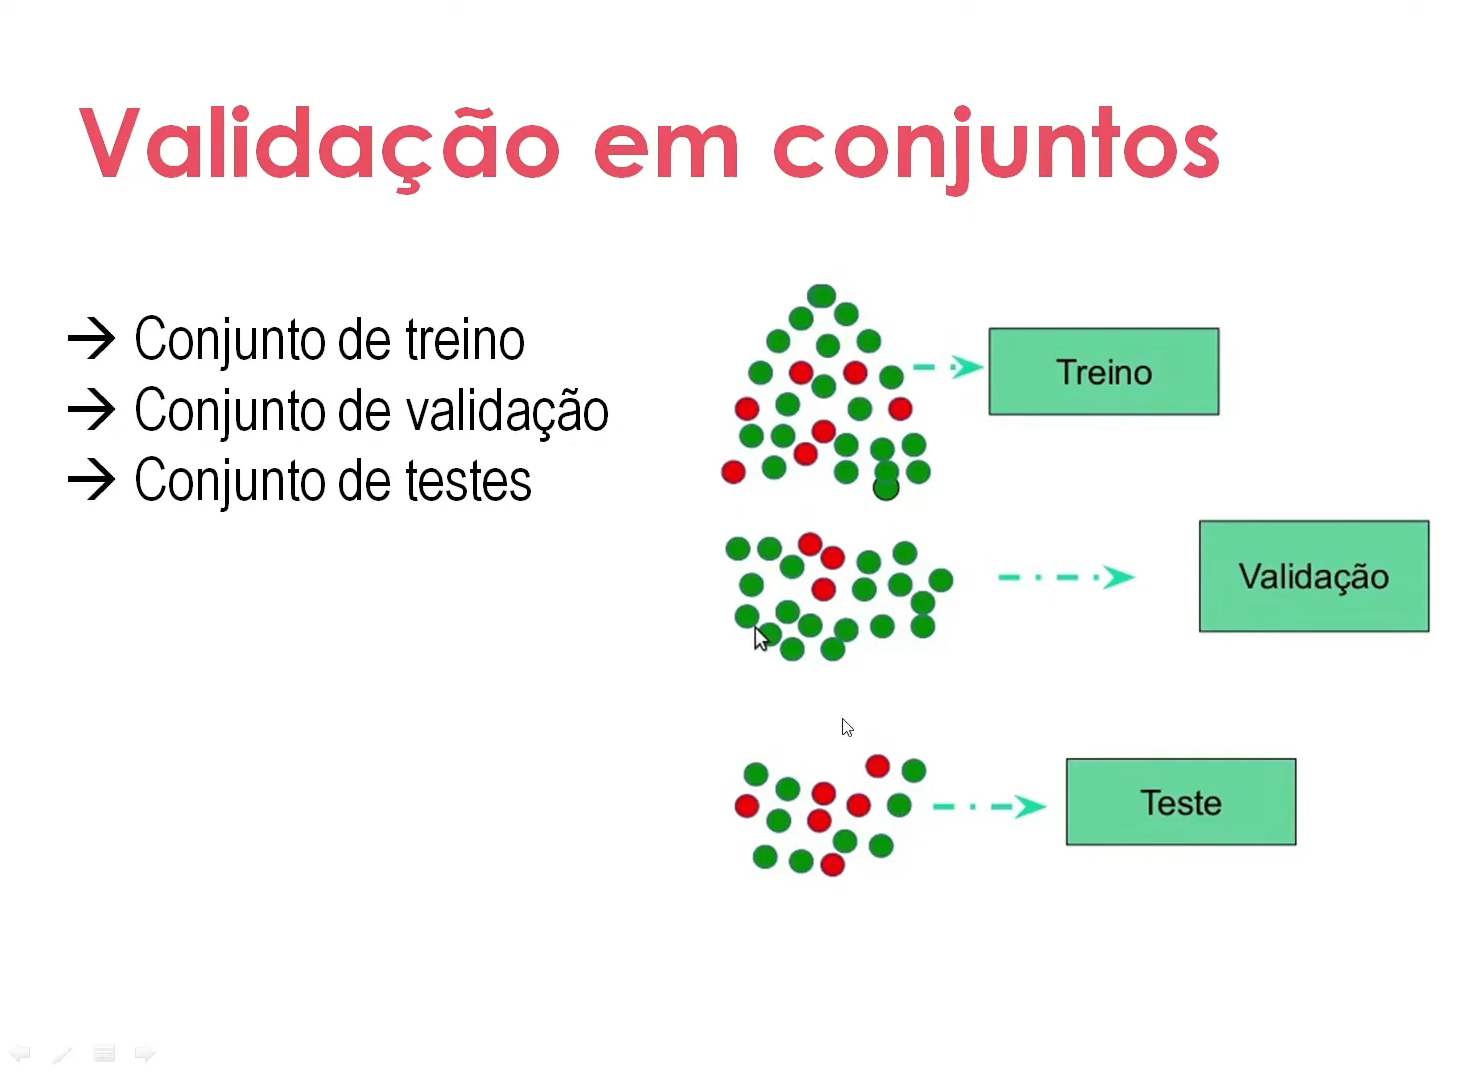 Validação em conjuntos
→ Conjunto de treino
→ Conjunto de validação
→ Conjunto de testes
Treino
Validação
Teste